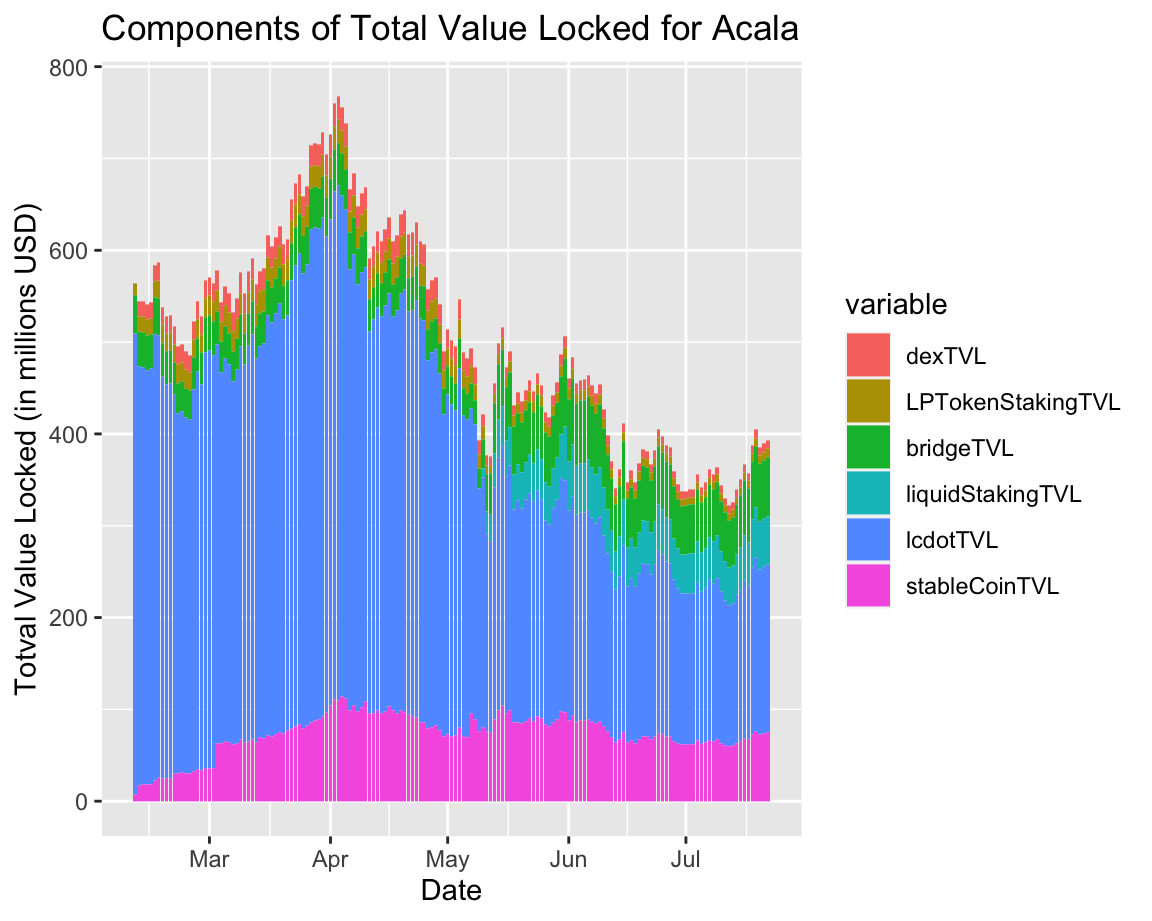 Components of Total Value Locked for Acala
Totval Value Locked (in millions USD)
800
600
400
200
0
Mar
Apr
May
Jun
Jul
Date
variable
dexTVL
LPTokenStakingTVL
bridgeTVL
liquidStakingTVL
lcdotTVL
stableCoinTVL